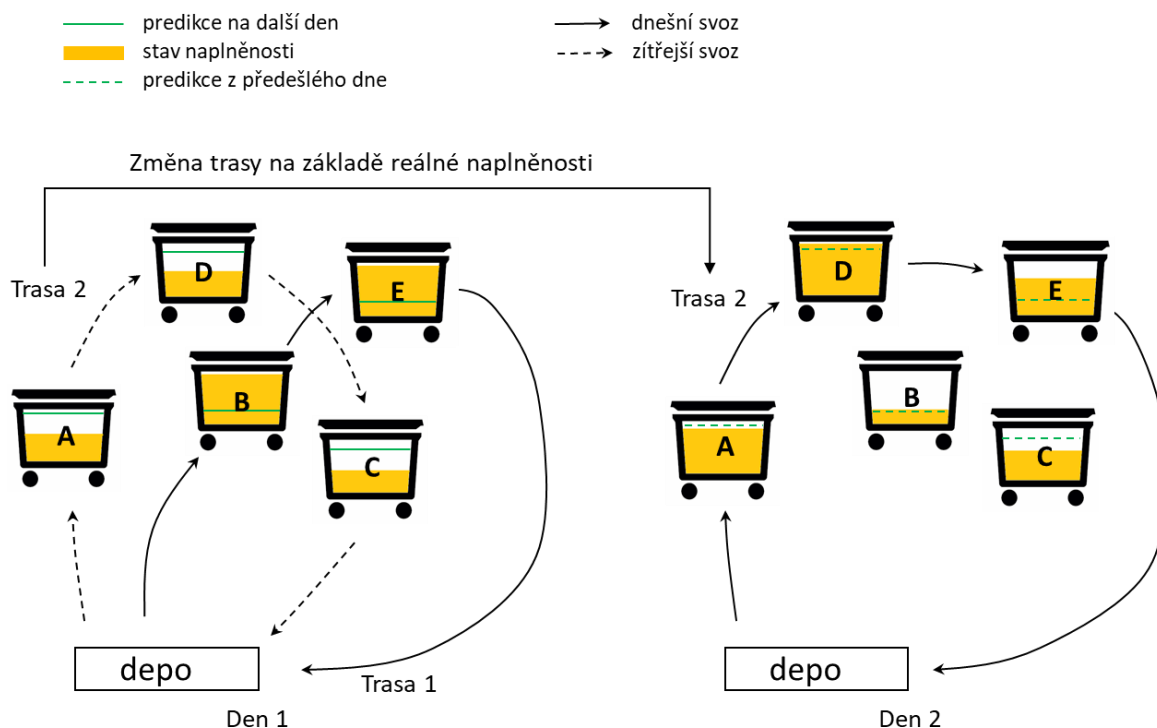 predikce na další den
stav naplněnosti
predikce z předešlého dne
dnešní svoz
zítřejší svoz
Změna trasy na základě reálné naplněnosti
Trasa 2
D
E
B
A
C
depo
Trasa 1
Den 1
Trasa 2
D
E
B
A
C
depo
Den 2